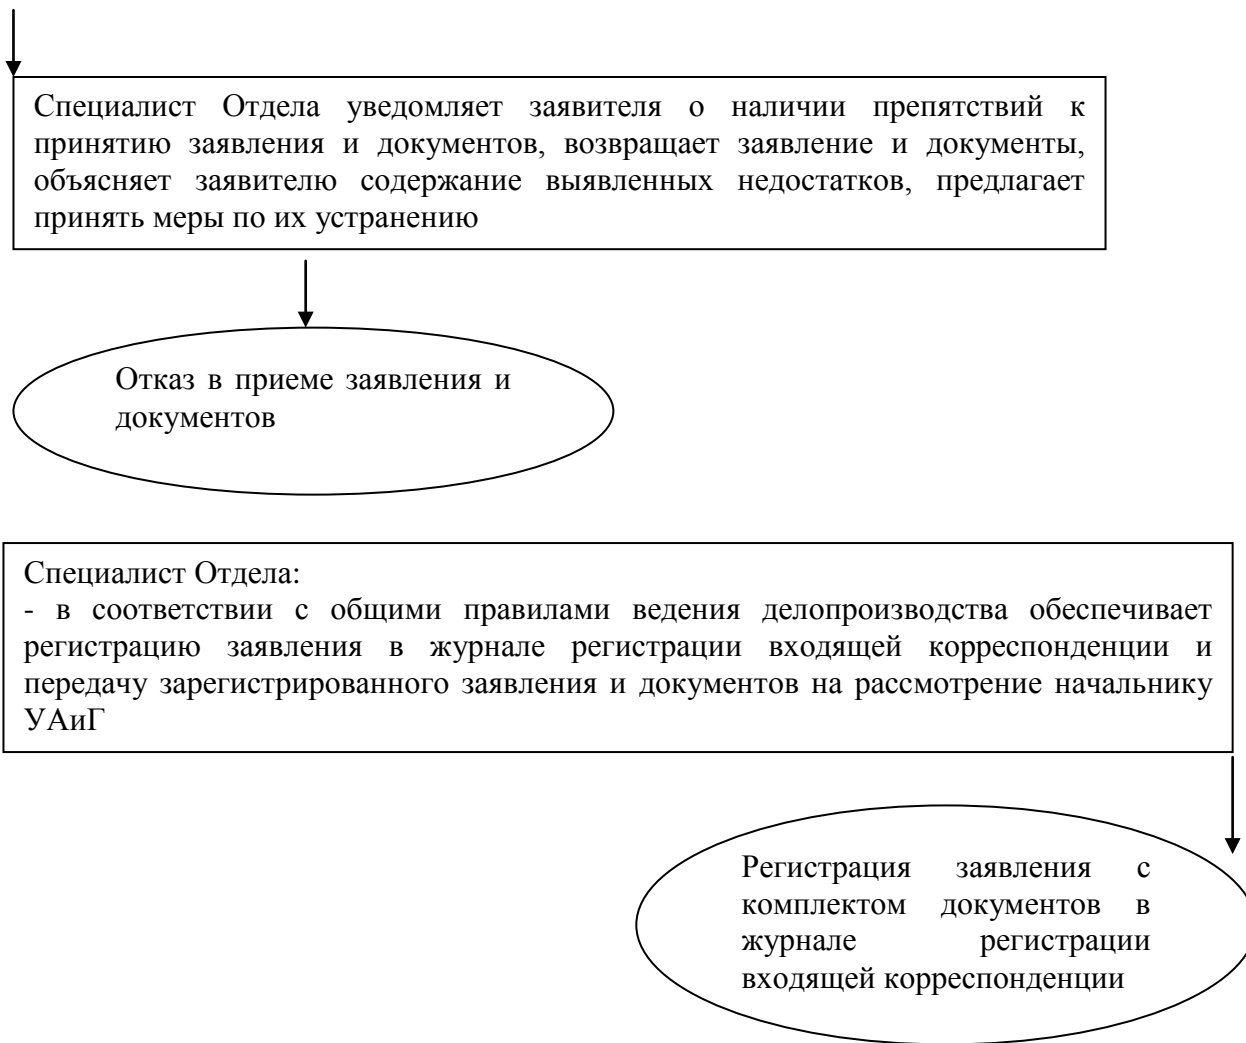 Специалист Отдела уведомляет заявителя о наличии препятствий к
принятию заявления и документов, возвращает заявление и документы,
объясняет заявителю содержание выявленных недостатков, предлагает
принять меры по их устранению
Отказ в приеме заявления и
документов
Специалист Отдела:
- в соответствии с общими правилами ведения делопроизводства обеспечивает
регистрацию заявления в журнале регистрации входящей корреспонденции и
передачу зарегистрированного заявления и документов на рассмотрение начальнику
УАиГ
Регистрация заявления с
комплектом документов в
журнале регистрации
входящей корреспонденции